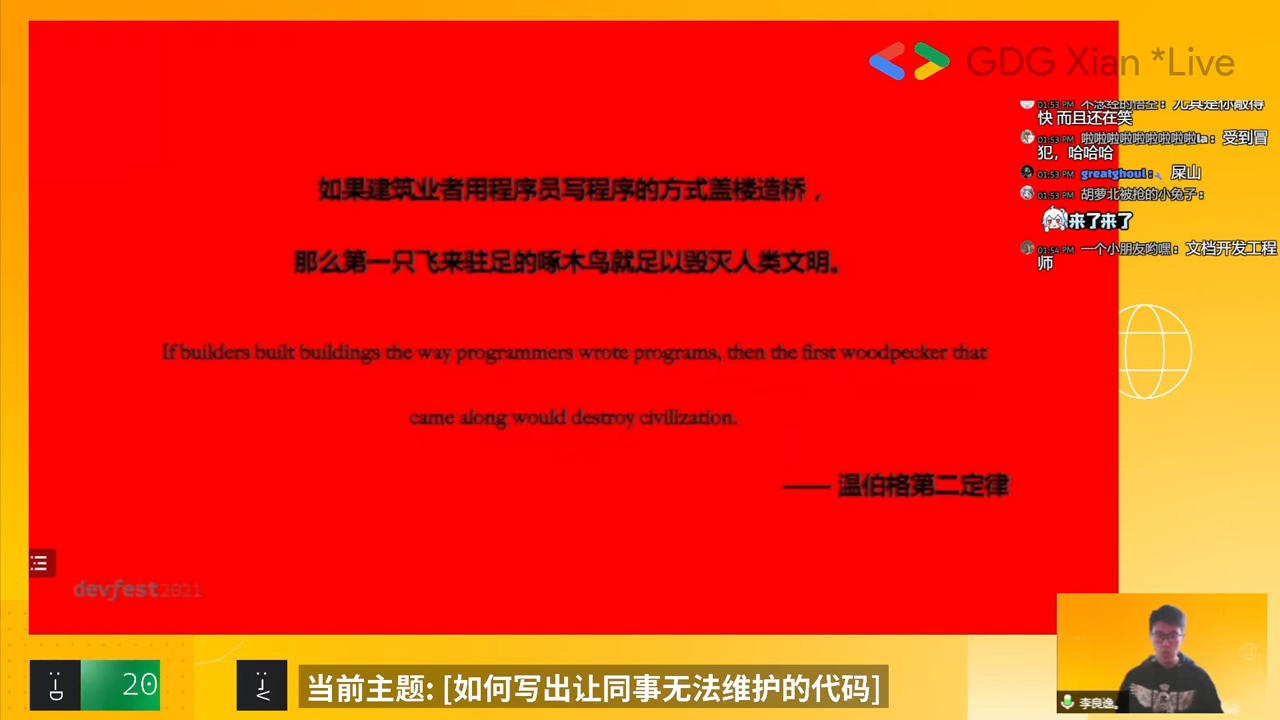 GDG Xian *Live
快 而且还在笑
01:53 PM 啦啦啦啦啦啦啦啦啦la: 受到冒
犯，哈哈哈
01:53 PM greatghoul: 屎山
01:53 PM 胡萝北被抢的小兔子:
来了来了
01:54 PM 一个小朋友哟嘿: 文档开发工程
师
如果建筑业者用程序员写程序的方式盖楼造桥，
那么第一只飞来驻足的啄木鸟就足以毁灭人类文明。
If builders built buildings the way programmers wrote programs, then the first woodpecker that
came along would destroy civilization.
—— 温伯格第二定律
devfest2021
20
当前主题: [如何写出让同事无法维护的代码]
李良逸